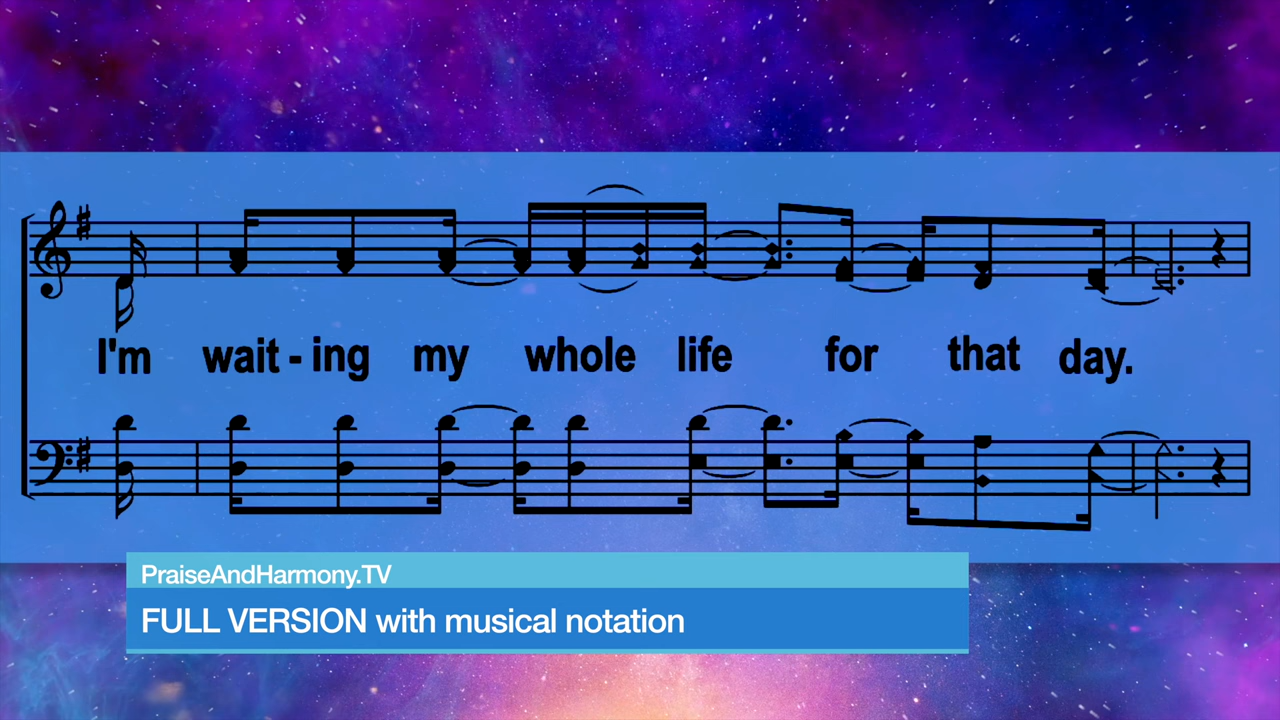 I'm wait - ing my whole life for that day.
PraiseAndHarmony.TV
FULL VERSION with musical notation